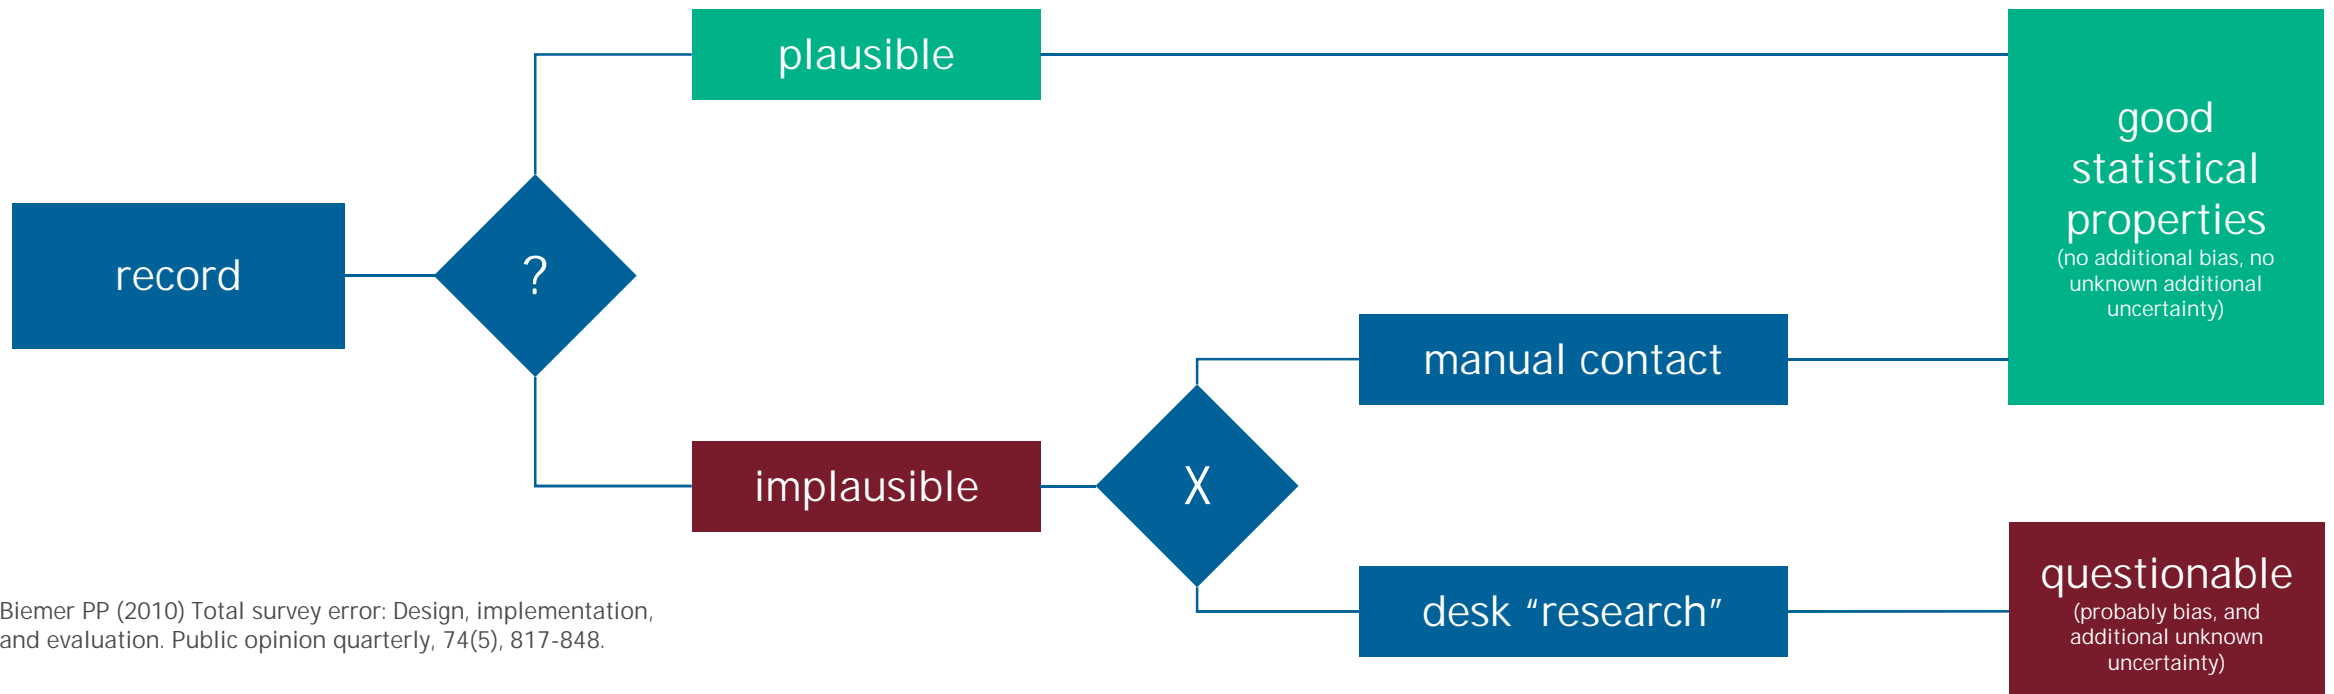 plausible
good
statistical
properties
(no additional bias, no
unknown additional
uncertainty)
record
?
manual contact
implausible
X
desk “research”
questionable
(probably bias, and
additional unknown
uncertainty)
Biemer PP (2010) Total survey error: Design, implementation,
and evaluation. Public opinion quarterly, 74(5), 817-848.